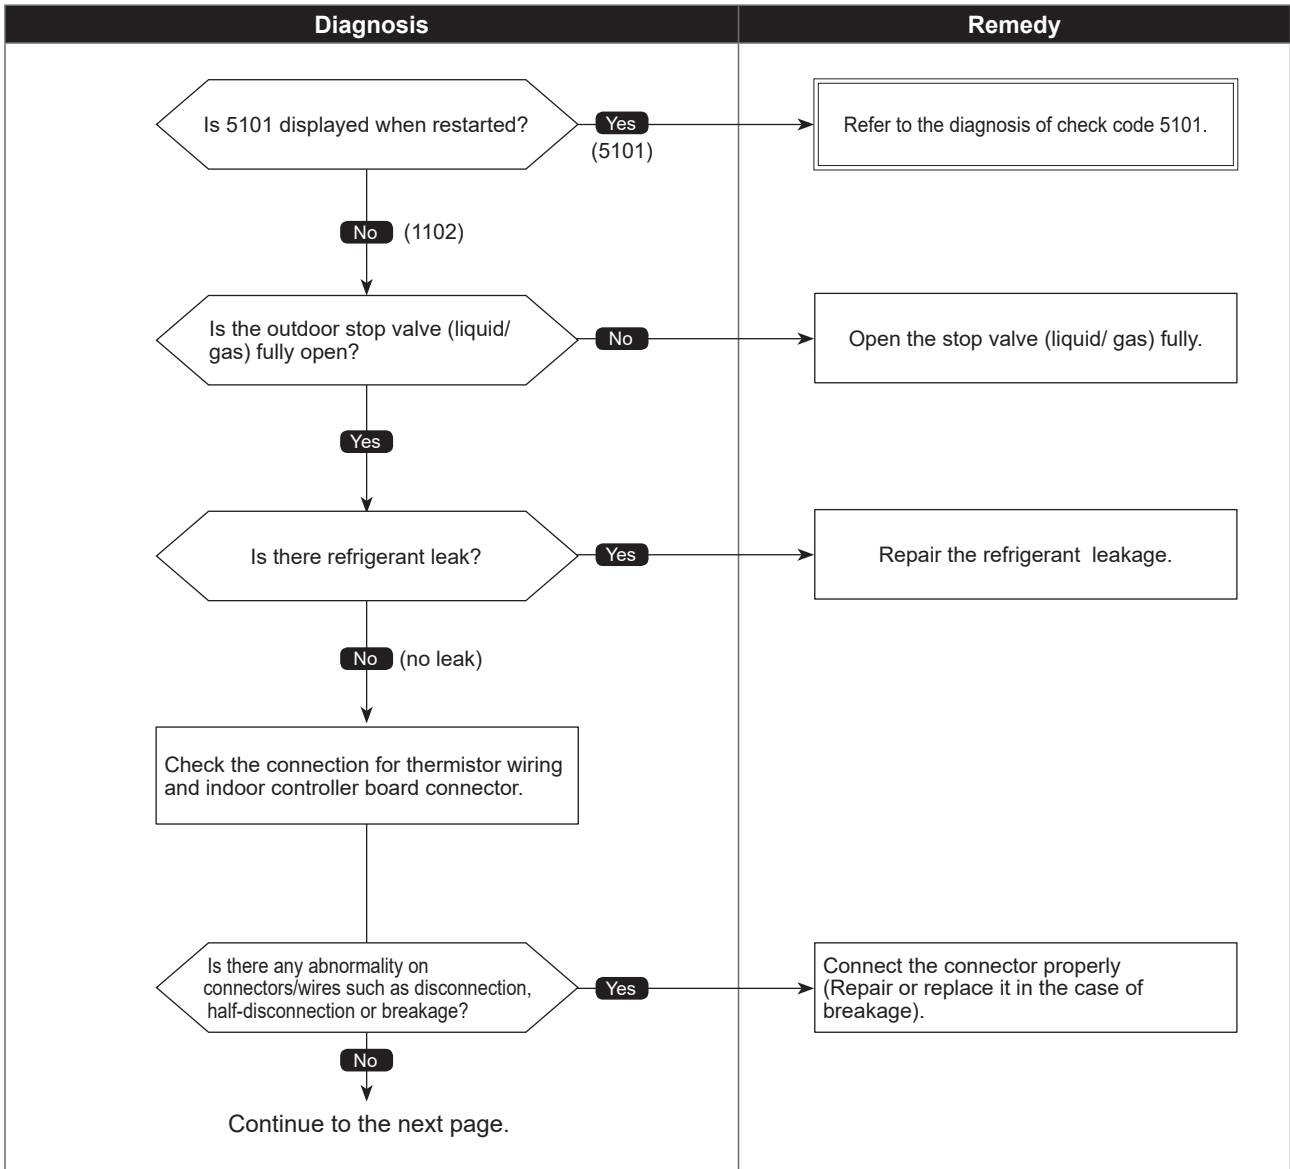 Diagnosis
Remedy
Is 5101 displayed when restarted?
Yes
(5101)
Refer to the diagnosis of check code 5101.
No (1102)
Is the outdoor stop valve (liquid/
gas) fully open?
No
Open the stop valve (liquid/ gas) fully.
Yes
Is there refrigerant leak?
Yes
Repair the refrigerant leakage.
No (no leak)
Check the connection for thermistor wiring
and indoor controller board connector.
Is there any abnormality on
connectors/wires such as disconnection,
half-disconnection or breakage?
Yes
Connect the connector properly
(Repair or replace it in the case of
breakage).
No
Continue to the next page.